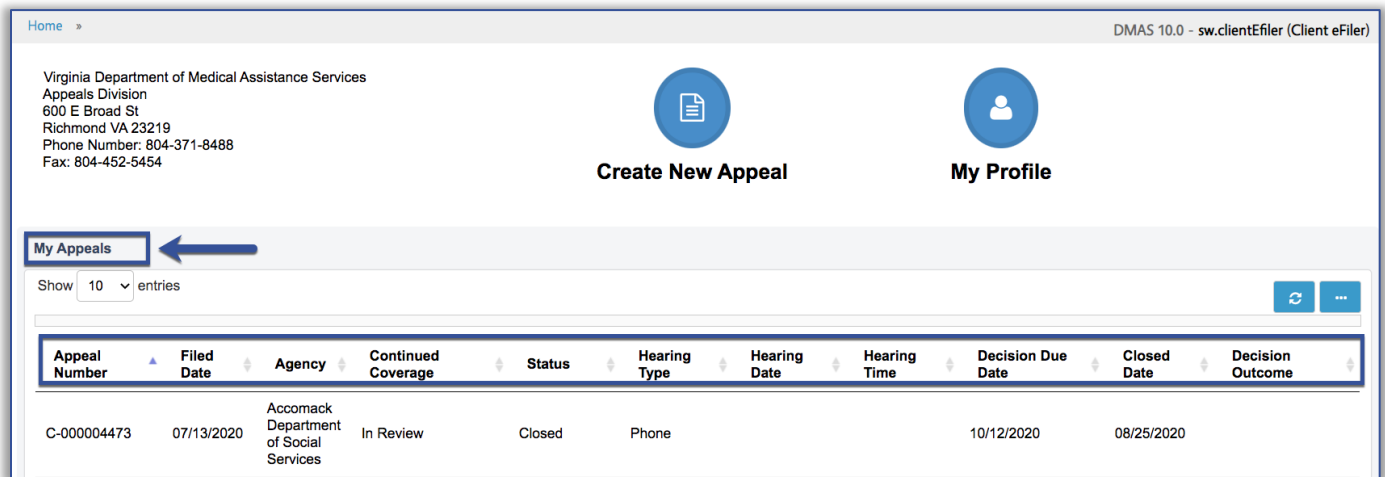 Home »
DMAS 10.0 - sw.clientEfiler (Client eFiler)
Virginia Department of Medical Assistance Services
Appeals Division
600 E Broad St
Richmond VA 23219
Phone Number: 804-371-8488
Fax: 804-452-5454
Create New Appeal
My Profile
My Appeals
Show 10 entries
Appeal Number
Filed Date
Agency
Continued Coverage
Status
Hearing Type
Hearing Date
Hearing Time
Decision Due Date
Closed Date
Decision Outcome
C-000004473
07/13/2020
Accomack
Department
of Social
Services
In Review
Closed
Phone
10/12/2020
08/25/2020